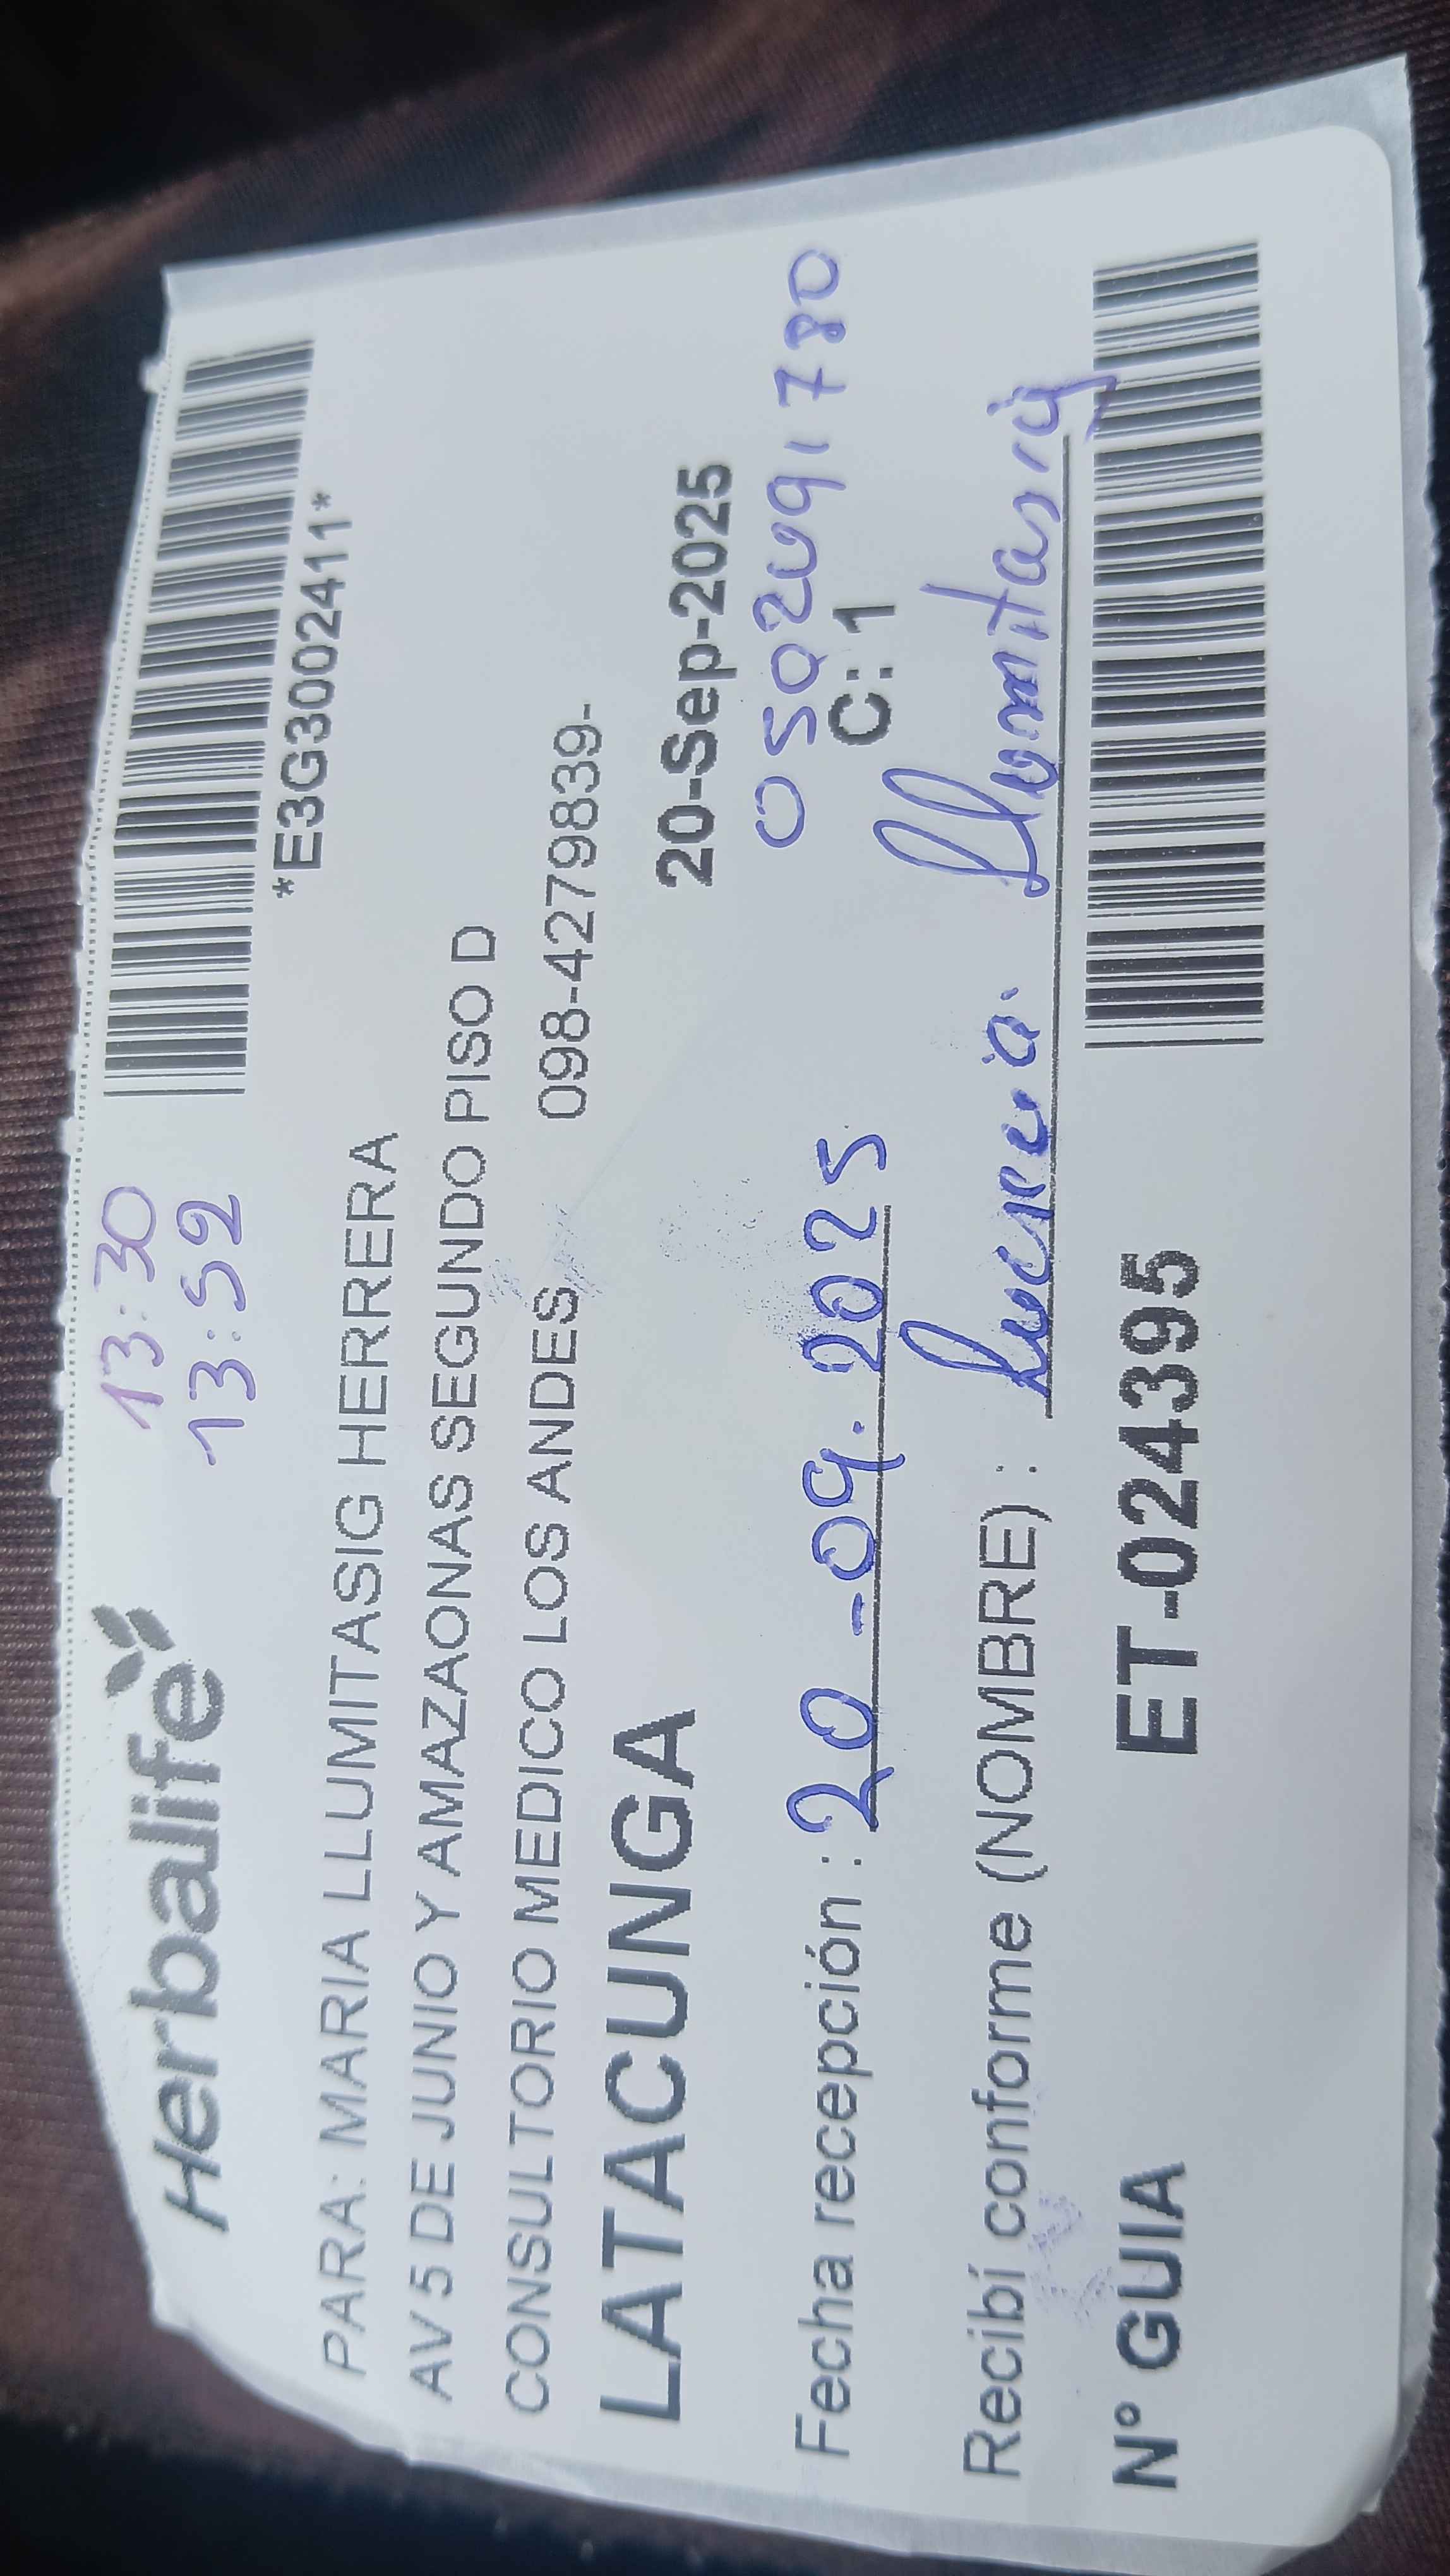 Herbalife
13:30
13:52
*E3G3002411*
PARA: MARIA LLUMITASIG HERRERA
AV 5 DE JUNIO Y AMAZAONAS SEGUNDO PISO D
CONSULTORIO MEDICO LOS ANDES 098-4279839-
LATACUNGA 20-Sep-2025
Fecha recepción : 20-09.2025
C: 1
Recibí conforme (NOMBRE) : Lucrecia Llumitasig
N° GUIA ET-024395